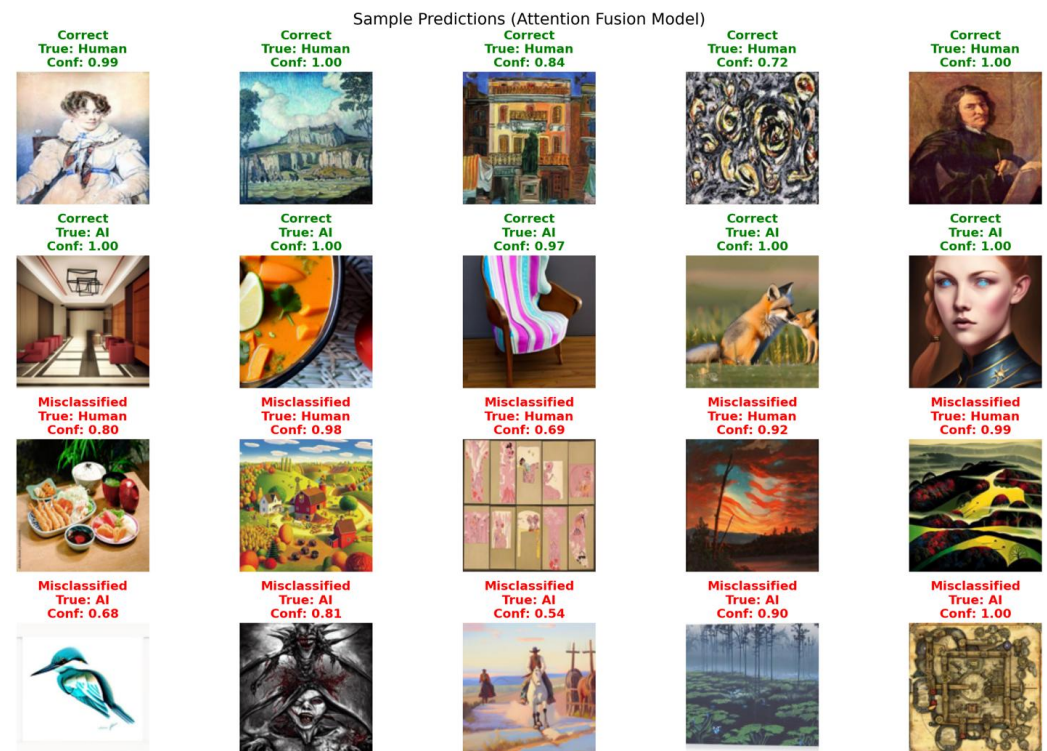 Sample Predictions (Attention Fusion Model)
Correct
True: Human
Conf: 0.99
Correct
True: Human
Conf: 1.00
Correct
True: Human
Conf: 0.84
Correct
True: Human
Conf: 0.72
Correct
True: Human
Conf: 1.00
Correct
True: AI
Conf: 1.00
Correct
True: AI
Conf: 1.00
Correct
True: AI
Conf: 0.97
Correct
True: AI
Conf: 1.00
Correct
True: AI
Conf: 1.00
Misclassified
True: Human
Conf: 0.80
Misclassified
True: Human
Conf: 0.98
Misclassified
True: Human
Conf: 0.69
Misclassified
True: Human
Conf: 0.92
Misclassified
True: Human
Conf: 0.99
Misclassified
True: AI
Conf: 0.68
Misclassified
True: AI
Conf: 0.81
Misclassified
True: AI
Conf: 0.54
Misclassified
True: AI
Conf: 0.90
Misclassified
True: AI
Conf: 1.00